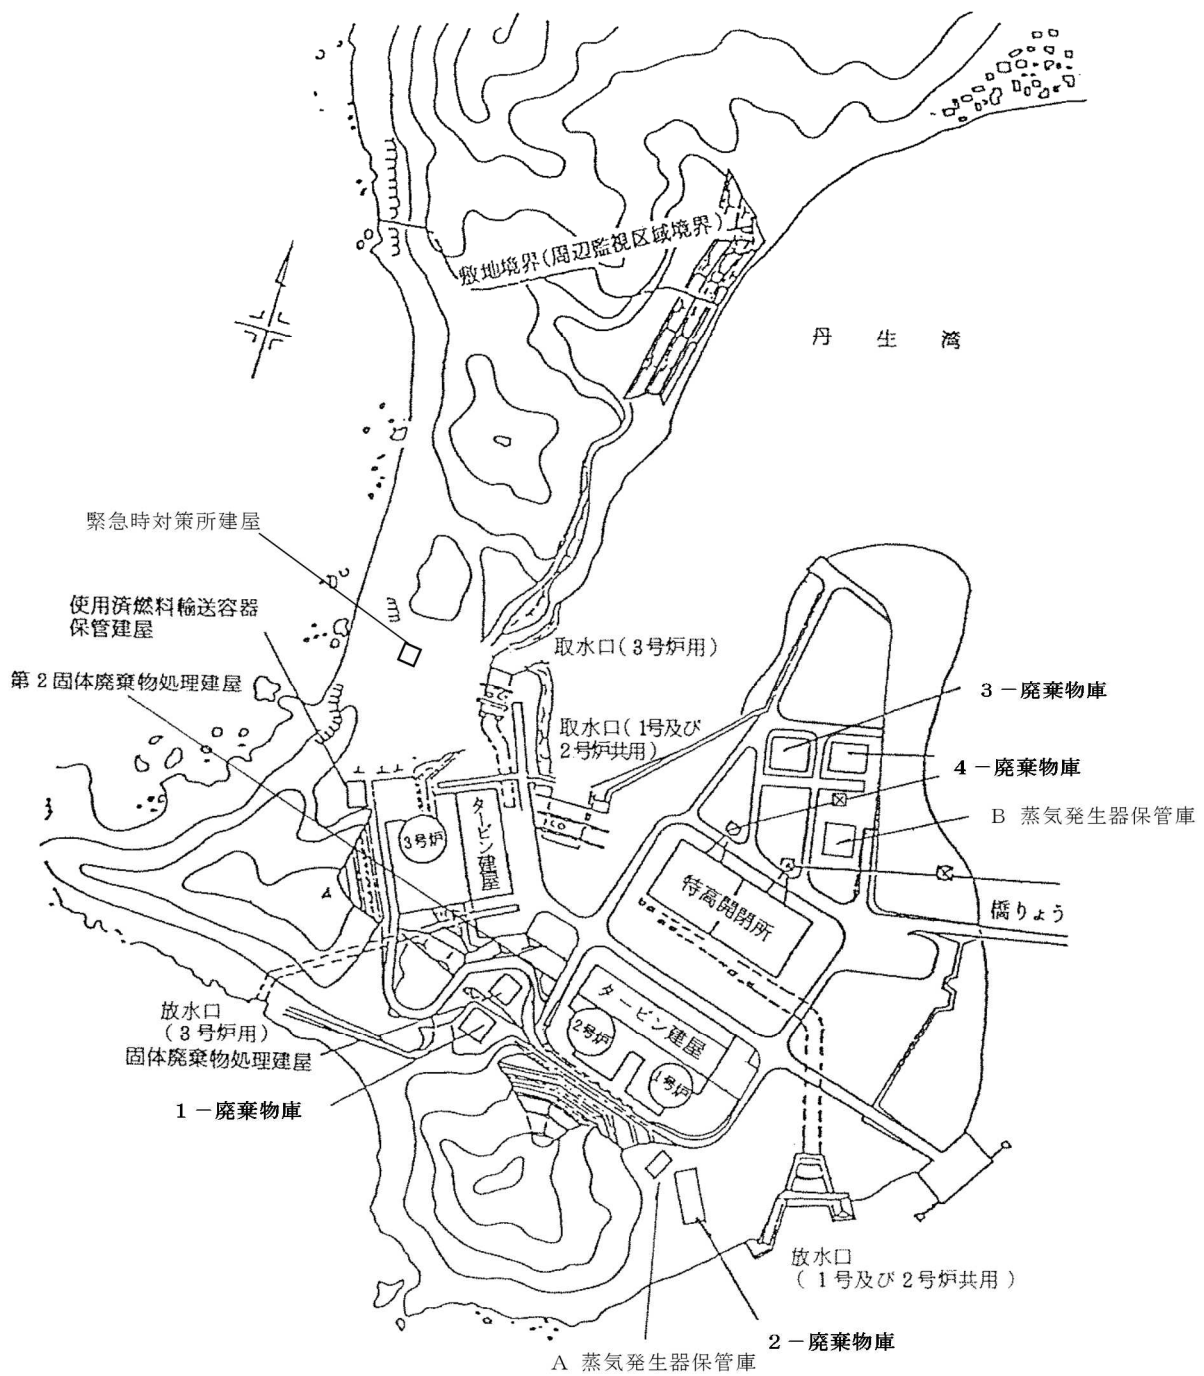 敷地境界(周辺監視区域境界)
丹生湾
緊急時対策所建屋
使用済燃料輸送容器
保管建屋
第2固体廃棄物処理建屋
取水口(3号炉用)
取水口(1号及び
2号炉共用)
3-廃棄物庫
4-廃棄物庫
B 蒸気発生器保管庫
3号炉
タービン建屋
特高開閉所
橋りょう
放水口
(3号炉用)
固体廃棄物処理建屋
1-廃棄物庫
タービン建屋
2号炉
1号炉
放水口
(1号及び2号炉共用)
2-廃棄物庫
A 蒸気発生器保管庫